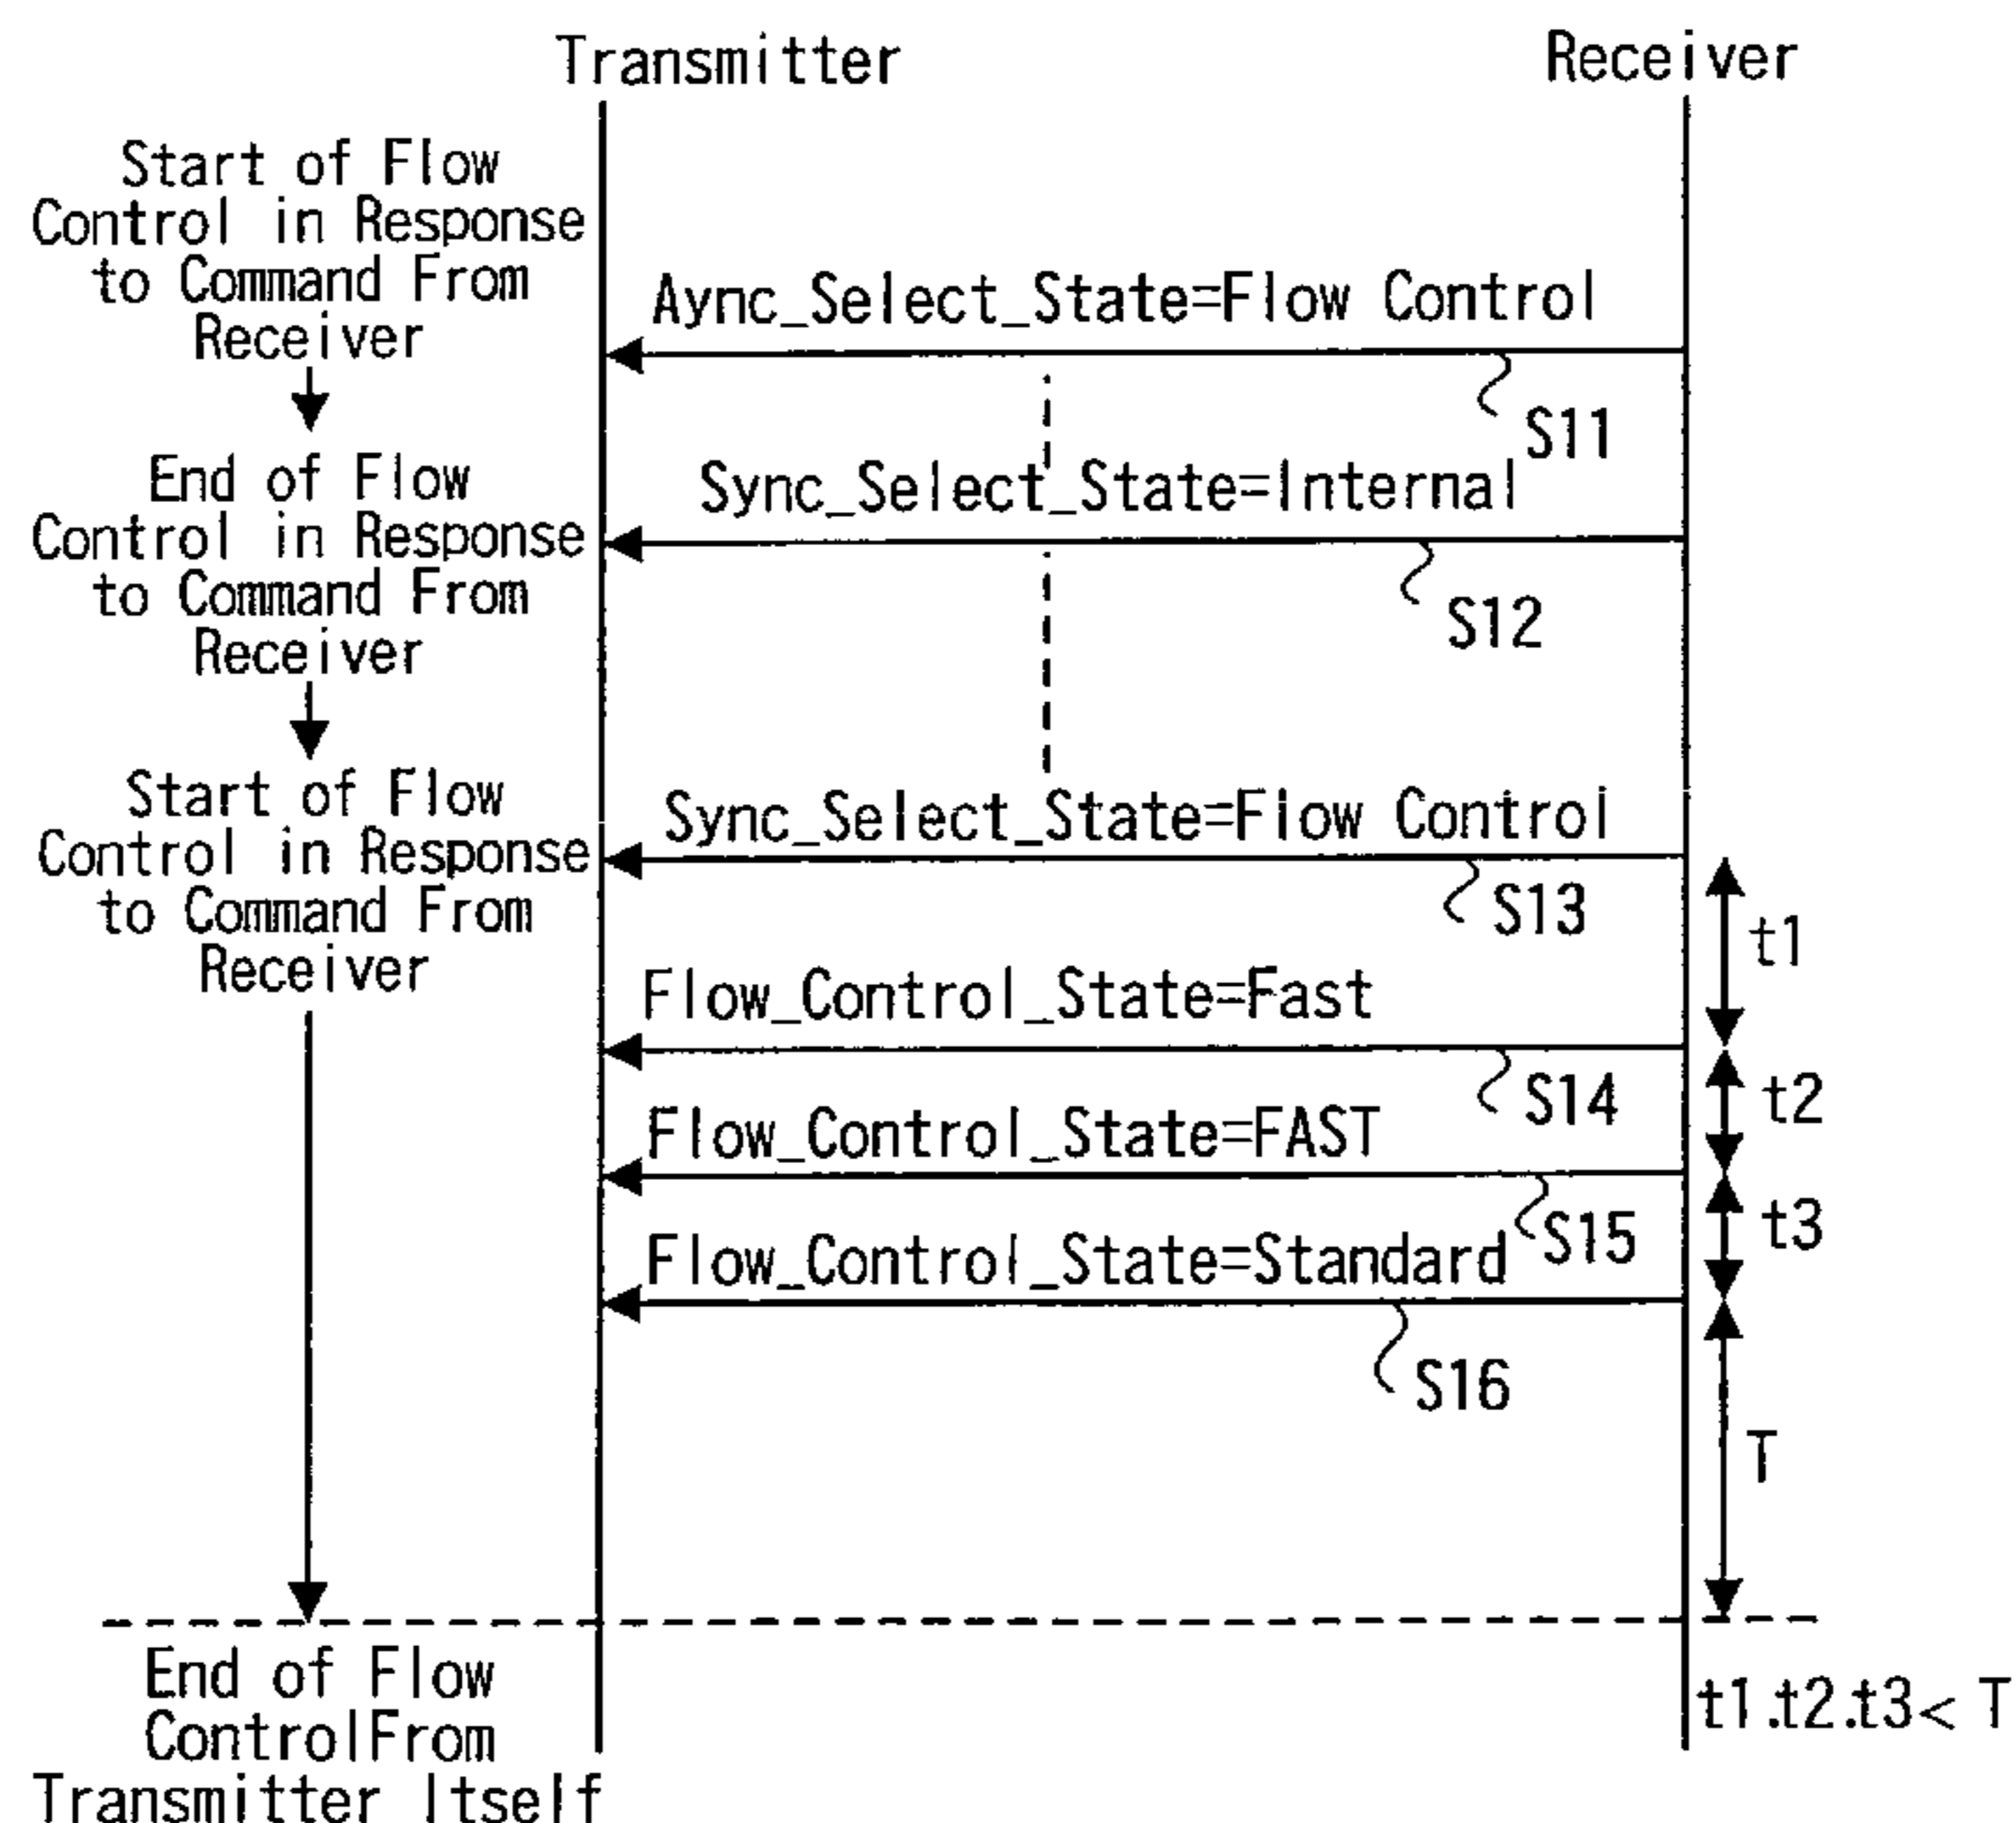 Transmitter
Receiver
Start of Flow
Control in Response
to Command From
Receiver
Aync_Select_State=Flow Control
S11
End of Flow
Control in Response
to Command From
Receiver
Sync_Select_State=Internal
S12
Start of Flow
Control in Response
to Command From
Receiver
Sync_Select_State=Flow Control
S13
t1
Flow_Control_State=Fast
S14
t2
Flow_Control_State=FAST
S15
t3
Flow_Control_State=Standard
S16
T
End of Flow
ControlFrom
Transmitter Itself
t1.t2.t3< T